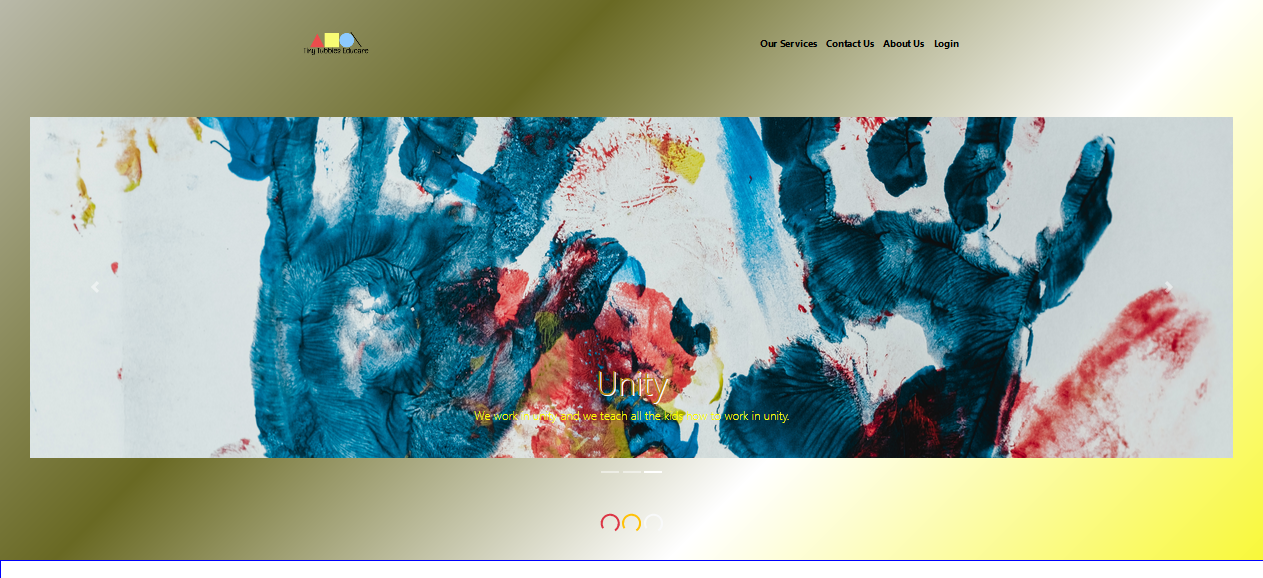 Tiny Tubbies Educare
Our Services Contact Us About Us Login
Unity
We work in unity and we teach all the kids how to work in unity.